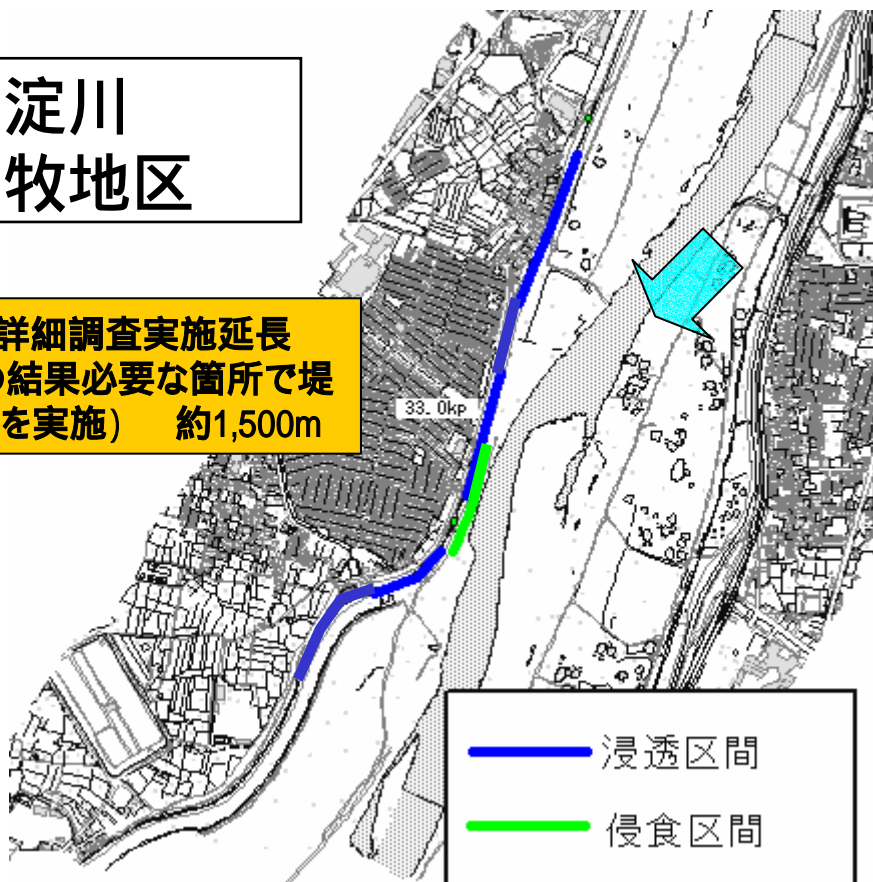 淀川
牧地区
詳細調査実施延長
の結果必要な箇所で堤
を実施) 約1,500m
33.0kp
浸透区間
侵食区間